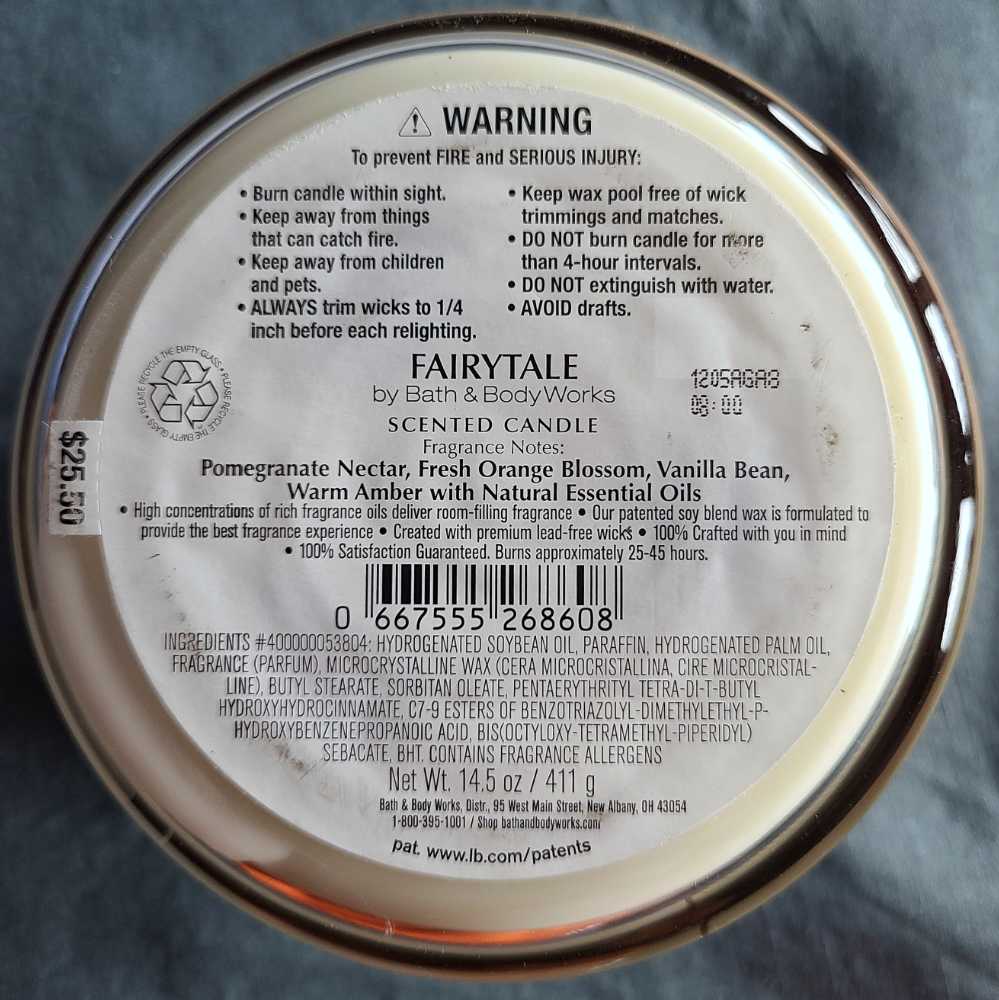 WARNING
To prevent FIRE and SERIOUS INJURY:
• Burn candle within sight.
• Keep away from things
that can catch fire.
• Keep away from children
and pets.
• ALWAYS trim wicks to 1/4
inch before each relighting.
• Keep wax pool free of wick
trimmings and matches.
• DO NOT burn candle for more
than 4-hour intervals.
• DO NOT extinguish with water.
• AVOID drafts.
PLEASE RECYCLE THE EMPTY GLASS • PLEASE RECYCLE THE EMPTY GLASS •
FAIRYTALE
by Bath & Body Works
1205AGA3
08:00
SCENTED CANDLE
$25.50
Fragrance Notes:
Pomegranate Nectar, Fresh Orange Blossom, Vanilla Bean,
Warm Amber with Natural Essential Oils
• High concentrations of rich fragrance oils deliver room-filling fragrance • Our patented soy blend wax is formulated to
provide the best fragrance experience • Created with premium lead-free wicks • 100% Crafted with you in mind
• 100% Satisfaction Guaranteed. Burns approximately 25-45 hours.
0 667555 268608
INGREDIENTS #400000053804: HYDROGENATED SOYBEAN OIL, PARAFFIN, HYDROGENATED PALM OIL,
FRAGRANCE (PARFUM), MICROCRYSTALLINE WAX (CERA MICROCRISTALLINA, CIRE MICROCRISTAL-
LINE), BUTYL STEARATE, SORBITAN OLEATE, PENTAERYTHRITYL TETRA-DI-T-BUTYL
HYDROXYHYDROCINNAMATE, C7-9 ESTERS OF BENZOTRIAZOLYL-DIMETHYLETHYL-P-
HYDROXYBENZENEPROPANOIC ACID, BIS(OCTYLOXY-TETRAMETHYL-PIPERIDYL)
SEBACATE, BHT. CONTAINS FRAGRANCE ALLERGENS
Net Wt. 14.5 oz / 411 g
Bath & Body Works, Distr., 95 West Main Street, New Albany, OH 43054
1-800-395-1001 / Shop bathandbodyworks.com
pat. www.lb.com/patents